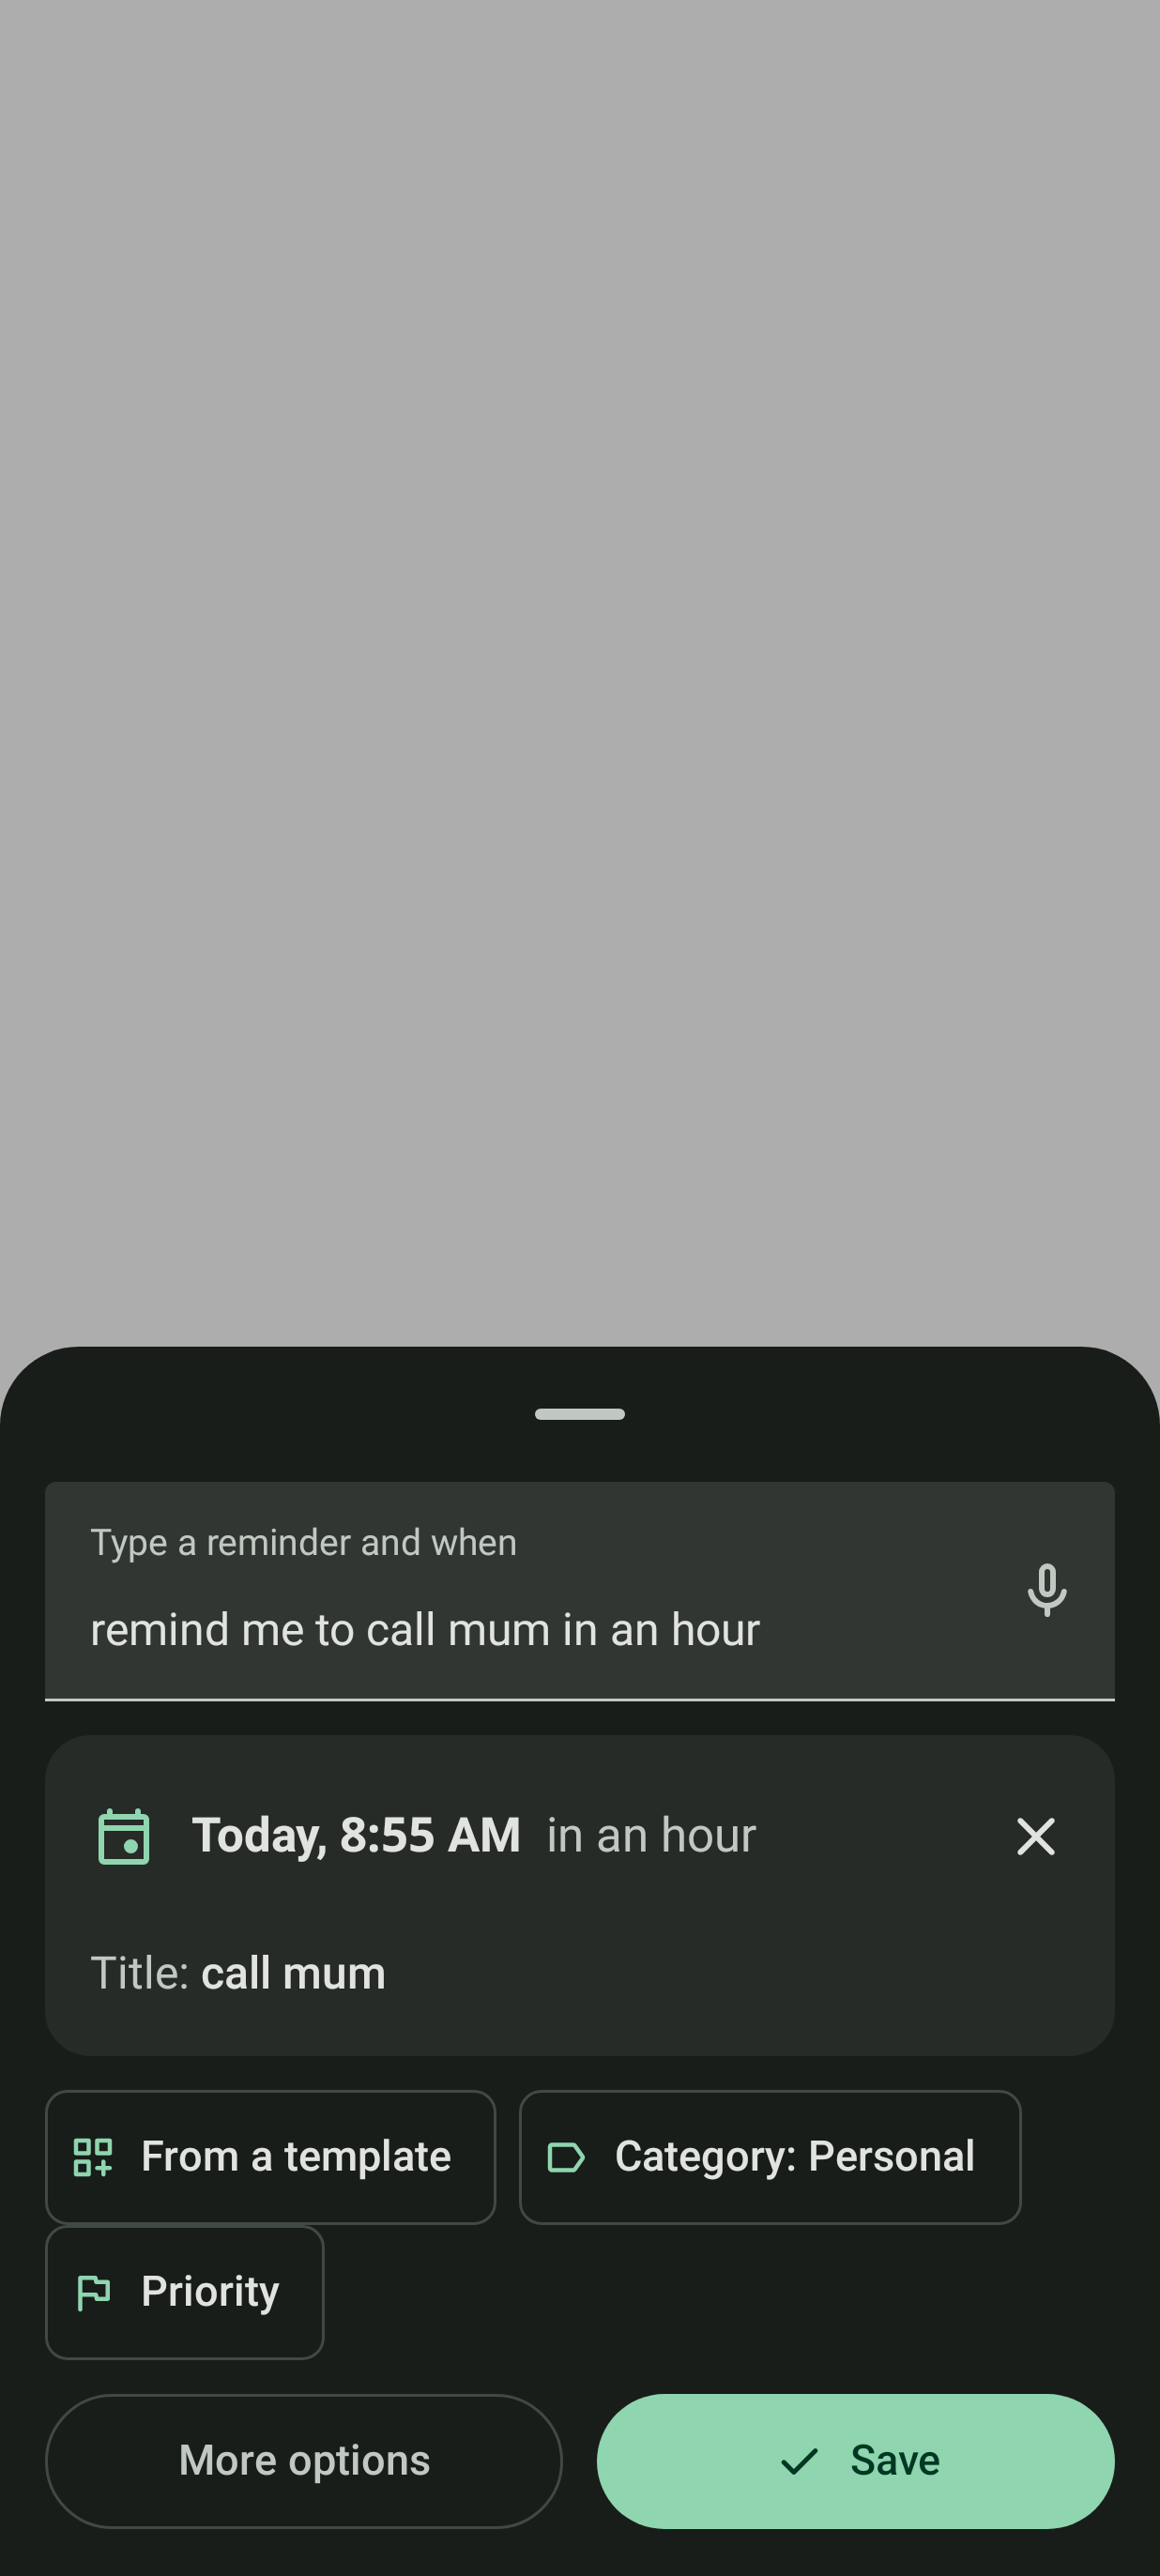 Type a reminder and when
remind me to call mum in an hour
Today, 8:55 AM in an hour
Title: call mum
From a template
Category: Personal
Priority
More options
Save